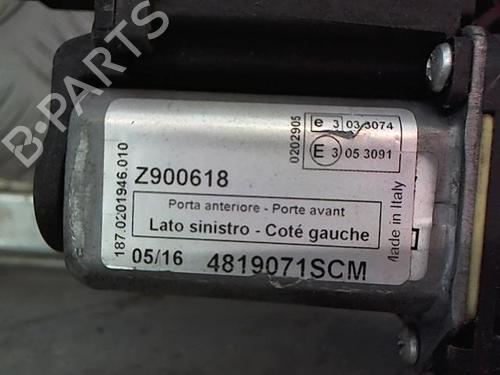 B-PARTS
187.0201946.010
Z900618
0202905
e 3 03 3074
E 3 05 3091
Porta anteriore - Porte avant
Lato sinistro - Coté gauche
05/16 4819071SCM
Made in Italy